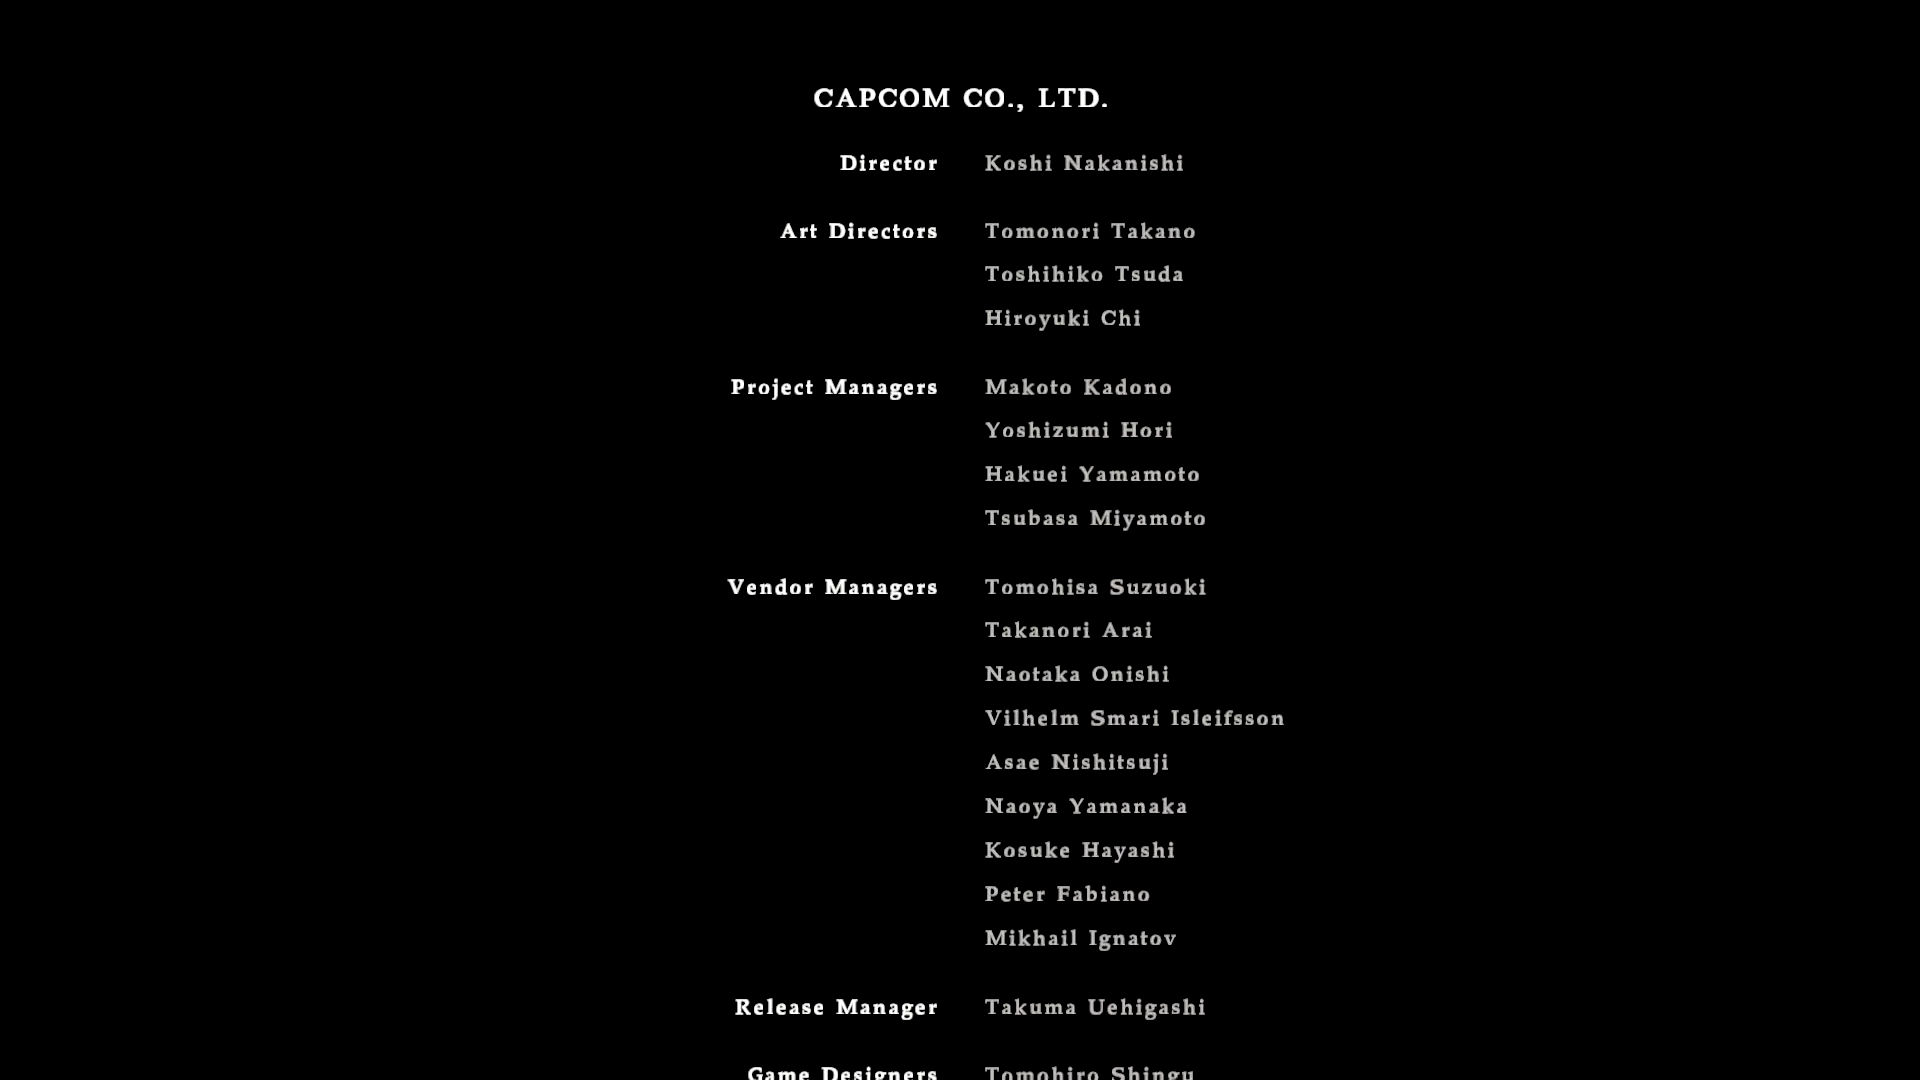 CAPCOM CO., LTD.
Director Koshi Nakanishi
Art Directors Tomonori Takano
Toshihiko Tsuda
Hiroyuki Chi
Project Managers Makoto Kadono
Yoshizumi Hori
Hakuei Yamamoto
Tsubasa Miyamoto
Vendor Managers Tomohisa Suzuoki
Takanori Arai
Naotaka Onishi
Vilhelm Smari Isleifsson
Asae Nishitsuji
Naoya Yamanaka
Kosuke Hayashi
Peter Fabiano
Mikhail Ignatov
Release Manager Takuma Uehigashi
Game Designers Tomohiro Shingu